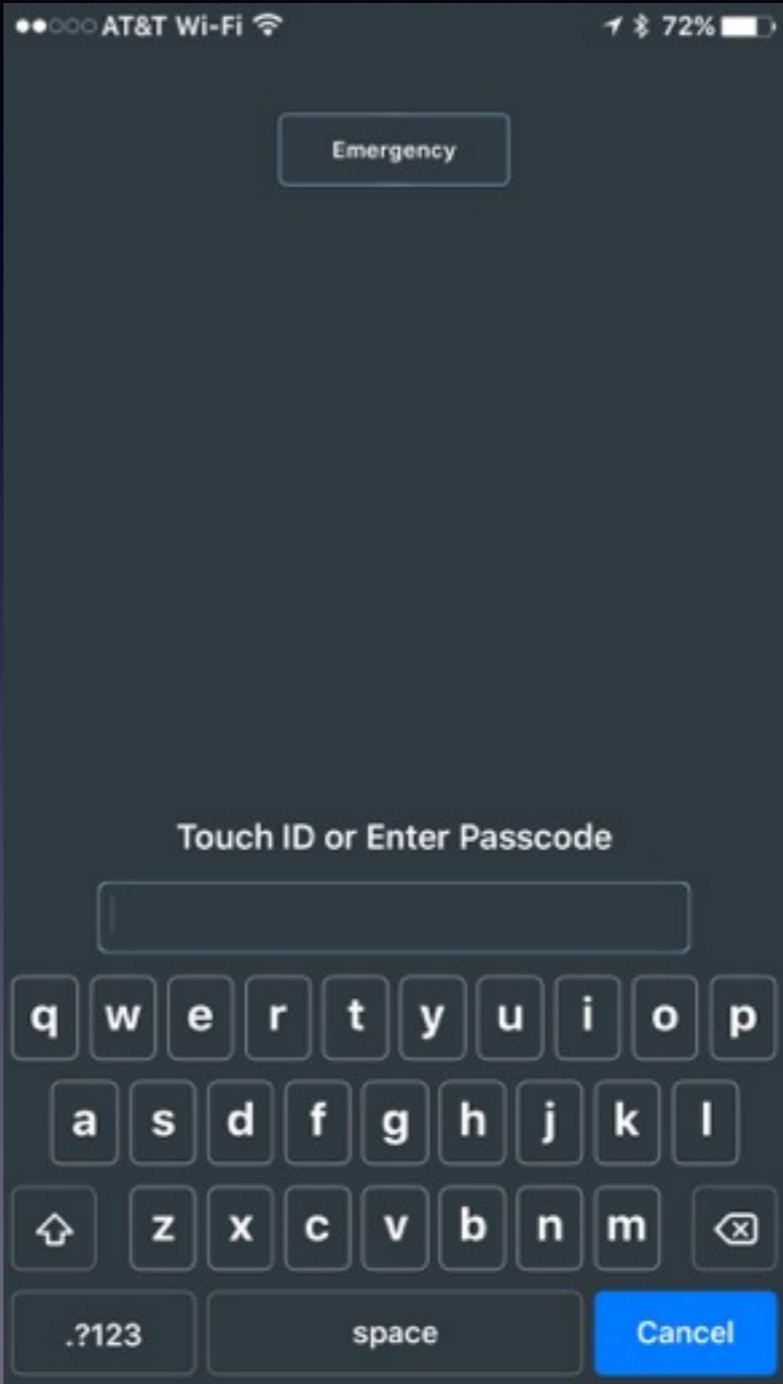 AT&T Wi-Fi 72%
Emergency
Touch ID or Enter Passcode
q w e r t y u i o p
a s d f g h j k l
z x c v b n m
.?123 space Cancel